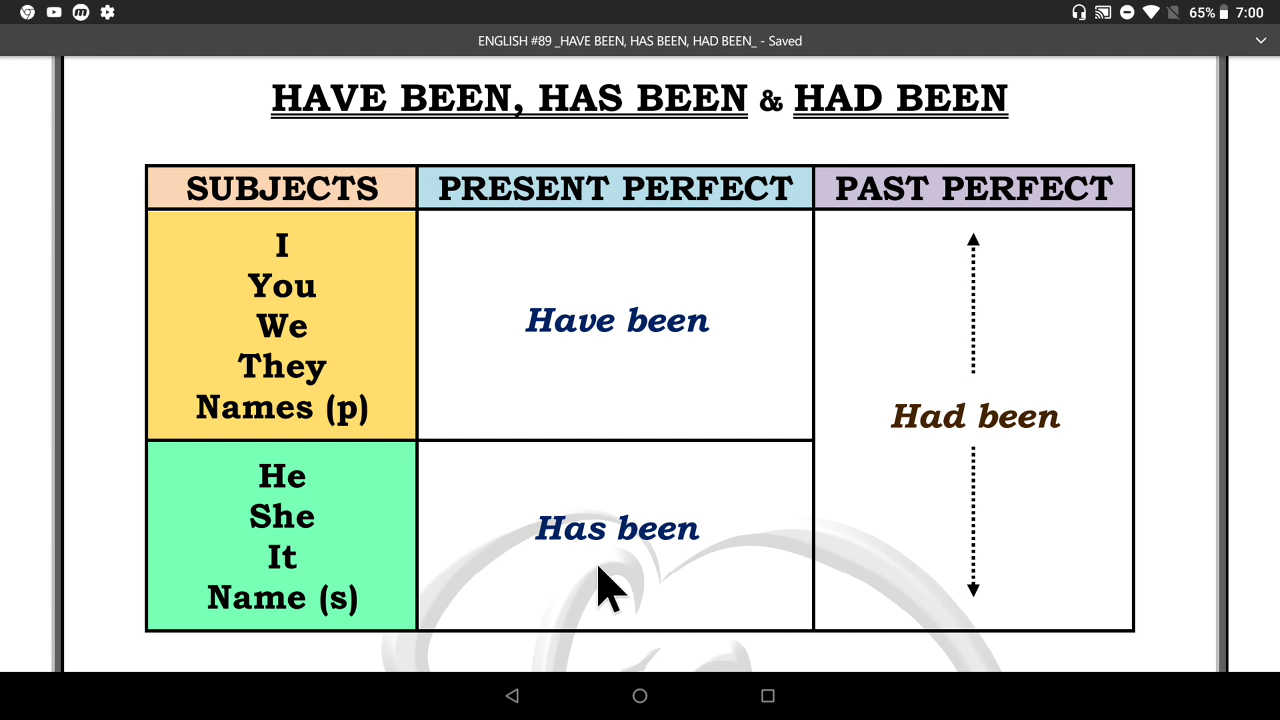 65% 7:00
ENGLISH #89 _HAVE BEEN, HAS BEEN, HAD BEEN_ - Saved
HAVE BEEN, HAS BEEN & HAD BEEN
SUBJECTS PRESENT PERFECT PAST PERFECT
I
You
We
They
Names (p)
Have been
Had been
He
She
It
Name (s)
Has been